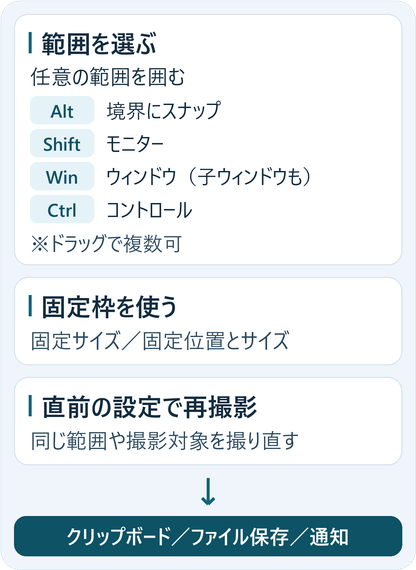 範囲を選ぶ
任意の範囲を囲む
Alt 境界にスナップ
Shift モニター
Win ウィンドウ（子ウィンドウも）
Ctrl コントロール
※ドラッグで複数可
固定枠を使う
固定サイズ／固定位置とサイズ
直前の設定で再撮影
同じ範囲や撮影対象を撮り直す
↓
クリップボード／ファイル保存／通知